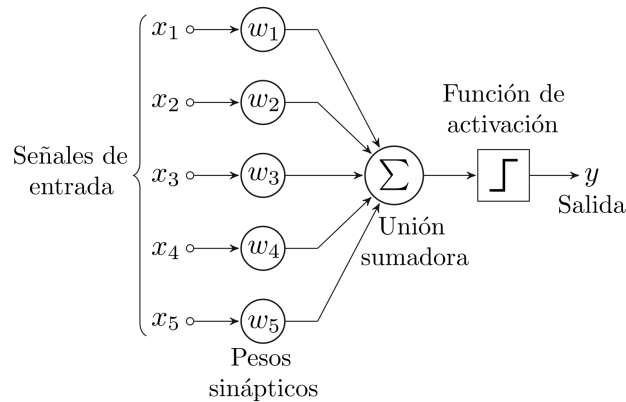 x₁ w₁
x₂ w₂
Función de
activación
Señales de
entrada
x₃ w₃ Σ y
Salida
Unión
sumadora
x₄ w₄
x₅ w₅
Pesos
sinápticos